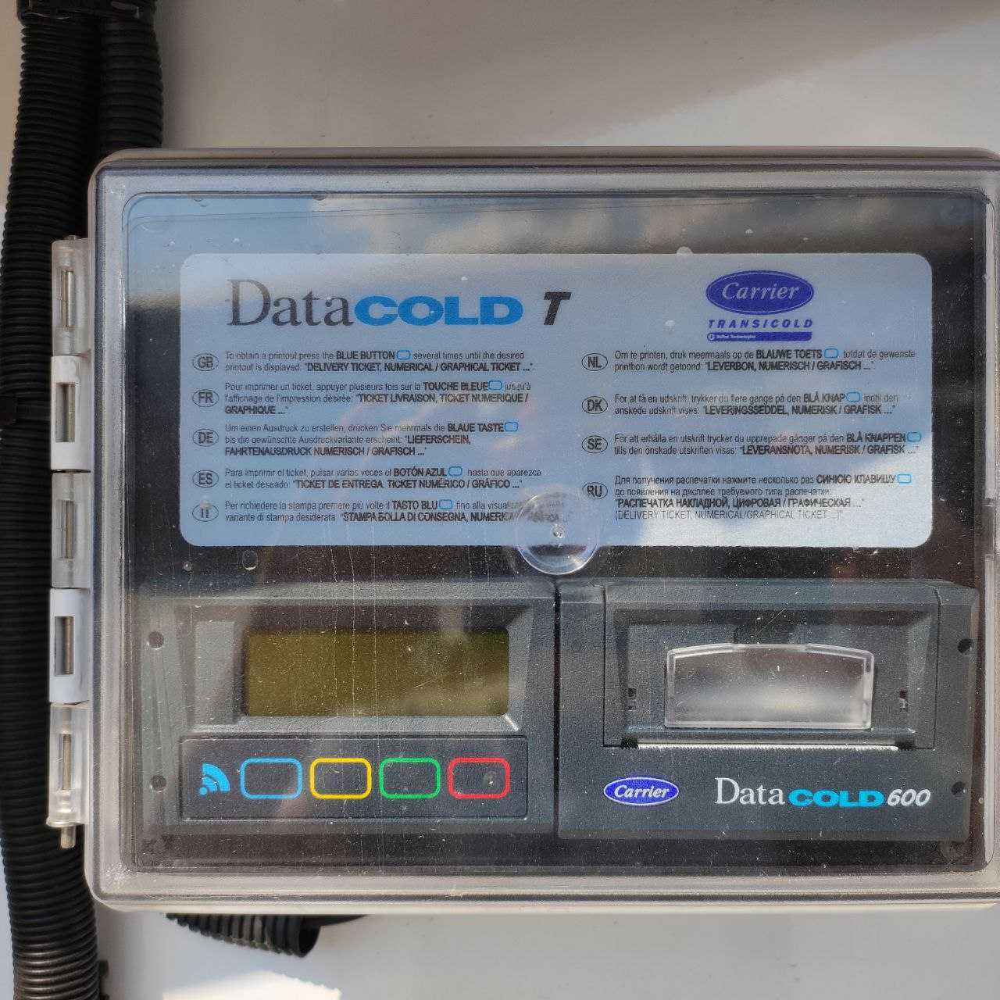 DataCOLD T
Carrier
TRANSICOLD
United Technologies
GB To obtain a printout press the BLUE BUTTON several times until the desired
printout is displayed: "DELIVERY TICKET, NUMERICAL / GRAPHICAL TICKET ...".
FR Pour imprimer un ticket, appuyer plusieurs fois sur la TOUCHE BLEUE jusqu'à
l'affichage de l'impression désirée: "TICKET LIVRAISON, TICKET NUMERIQUE /
GRAPHIQUE ...".
DE Um einen Ausdruck zu erstellen, drücken Sie mehrmals die BLAUE TASTE
bis die gewünschte Ausdruckvariante erscheint: "LIEFERSCHEIN,
FAHRTENAUSDRUCK NUMERISCH / GRAFISCH ..."
ES Para imprimir el ticket, pulsar varias veces el BOTÓN AZUL hasta que aparezca
el ticket deseado: "TICKET DE ENTREGA, TICKET NUMÉRICO / GRÁFICO ...".
IT Per richiedere la stampa premere più volte il TASTO BLU fino alla
variante di stampa desiderata: "STAMPA BOLLA DI CONSEGNA,
NL Om te printen, druk meermaals op de BLAUWE TOETS totdat de gewenste
printbon wordt getoond: "LEVERBON, NUMERISCH / GRAFISCH ...".
DK For at få en udskrift, trykker du flere gange på den BLÅ KNAP indtil den
ønskede udskrift vises: "LEVERINGSSEDDEL, NUMERISK / GRAFISK ..."
SE För att erhålla en utskrift trycker du upprepade gånger på den BLÅ KNAPPEN
tills den önskade utskriften visas: "LEVERANSNOTA, NUMERISK / GRAFISK ..."
RU Для получения распечатки нажмите несколько раз СИНЮЮ КЛАВИШУ
до появления на дисплее требуемого типа распечатки:
"РАСПЕЧАТКА НАКЛАДНОЙ, ЦИФРОВАЯ / ГРАФИЧЕСКАЯ ..."
(DELIVERY TICKET, NUMERICAL/GRAPHICAL TICKET ...)".
Carrier
DataCOLD 600